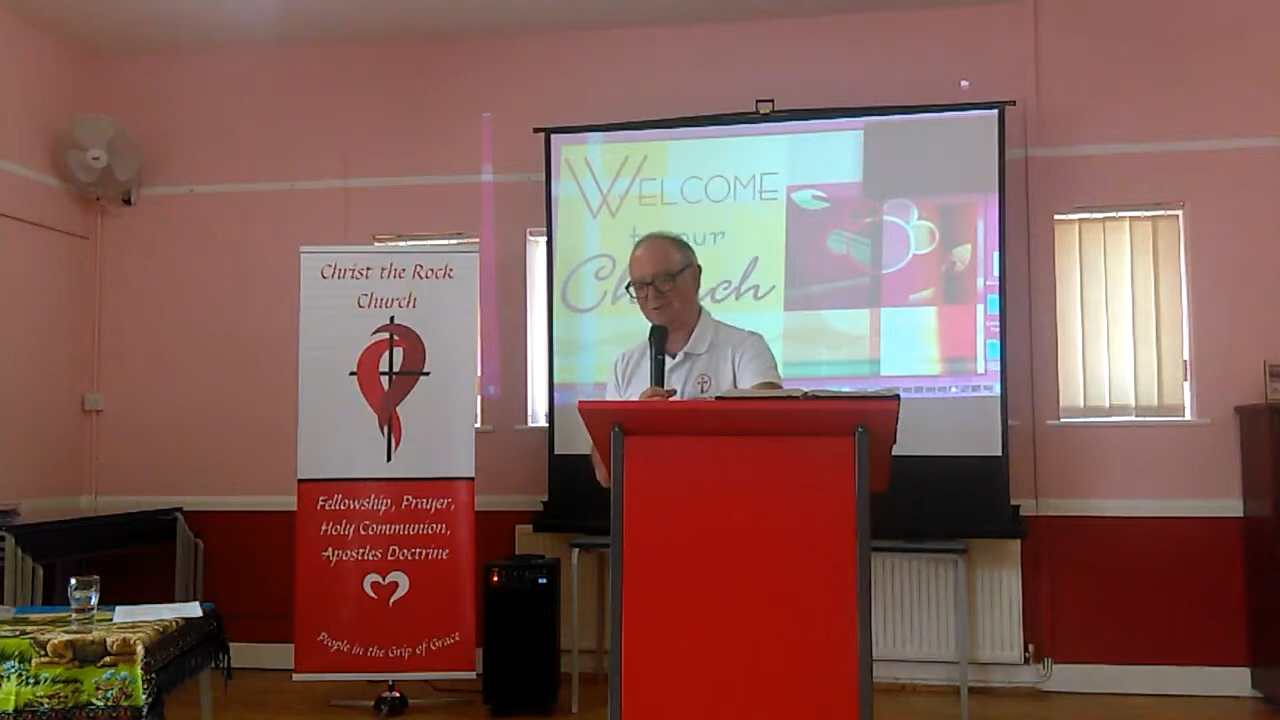 Christ the Rock
Church
Fellowship, Prayer,
Holy Communion,
Apostles Doctrine
People in the Grip of Grace
WELCOME
Church